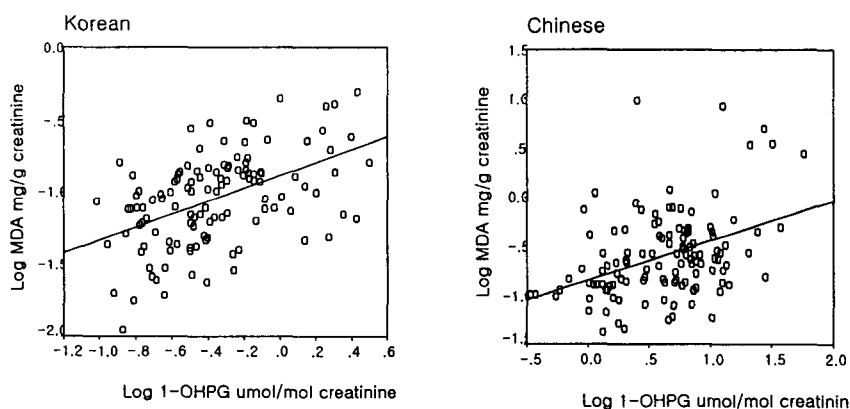 Korean
Chinese
Log MDA mg/g creatinine
0.0
-.5
-1.0
-1.5
-2.0
-1.2 -1.0 -.8 -.6 -.4 -.2 .0 .2 .4 .6
Log 1-OHPG umol/mol creatinine
Log MDA mg/g creatinine
1.5
1.0
.5
0.0
-.5
-1.0
-1.5
-.5 0.0 .5 1.0 1.5 2.0
Log 1-OHPG umol/mol creatinin